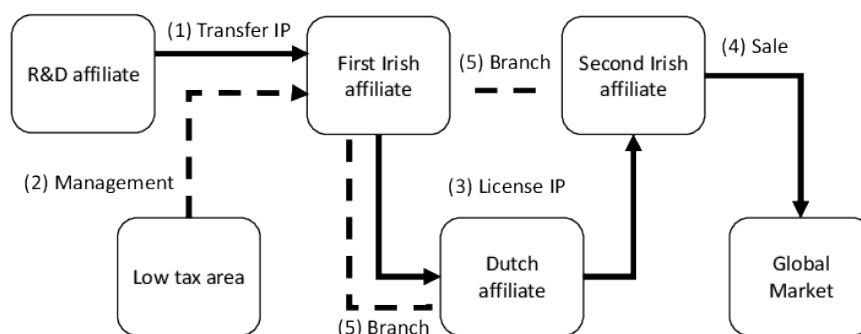 (1) Transfer IP
R&D affiliate
First Irish
affiliate
(5) Branch
Second Irish
affiliate
(4) Sale
(2) Management
(3) License IP
Low tax area
Dutch
affiliate
Global
Market
(5) Branch